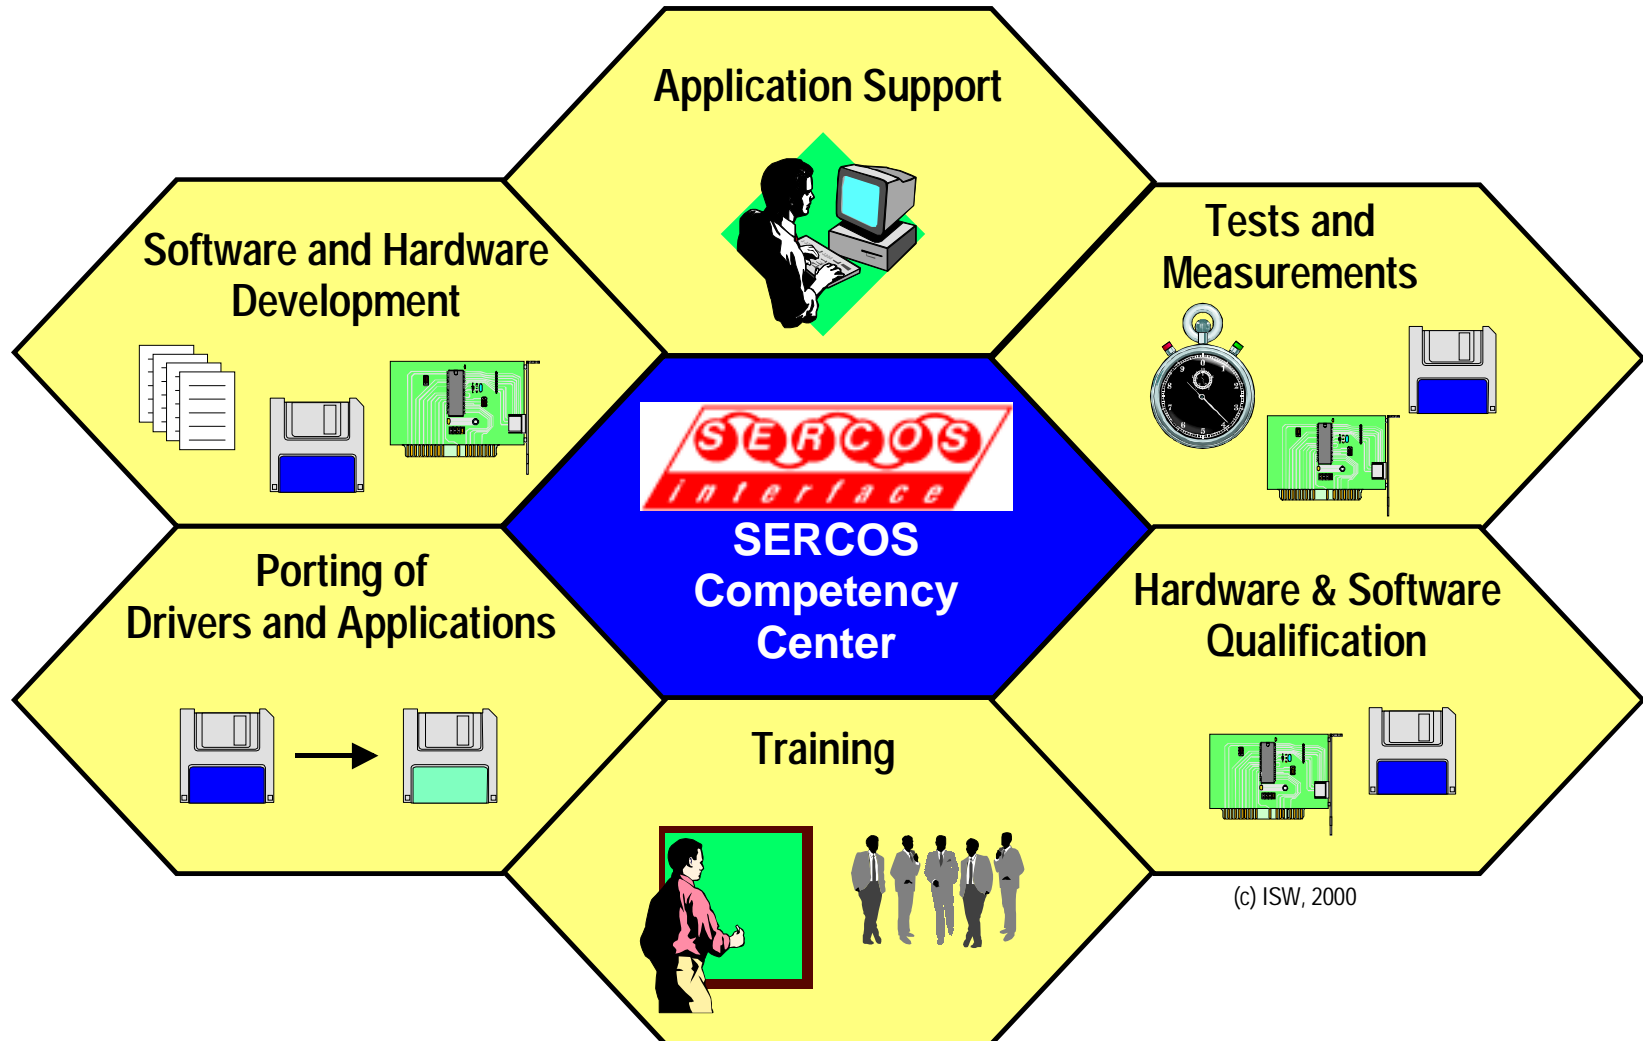 Application Support
Software and Hardware
Development
Tests and
Measurements
SERCOS
interface
SERCOS
Competency
Center
Porting of
Drivers and Applications
Hardware & Software
Qualification
Training
(c) ISW, 2000